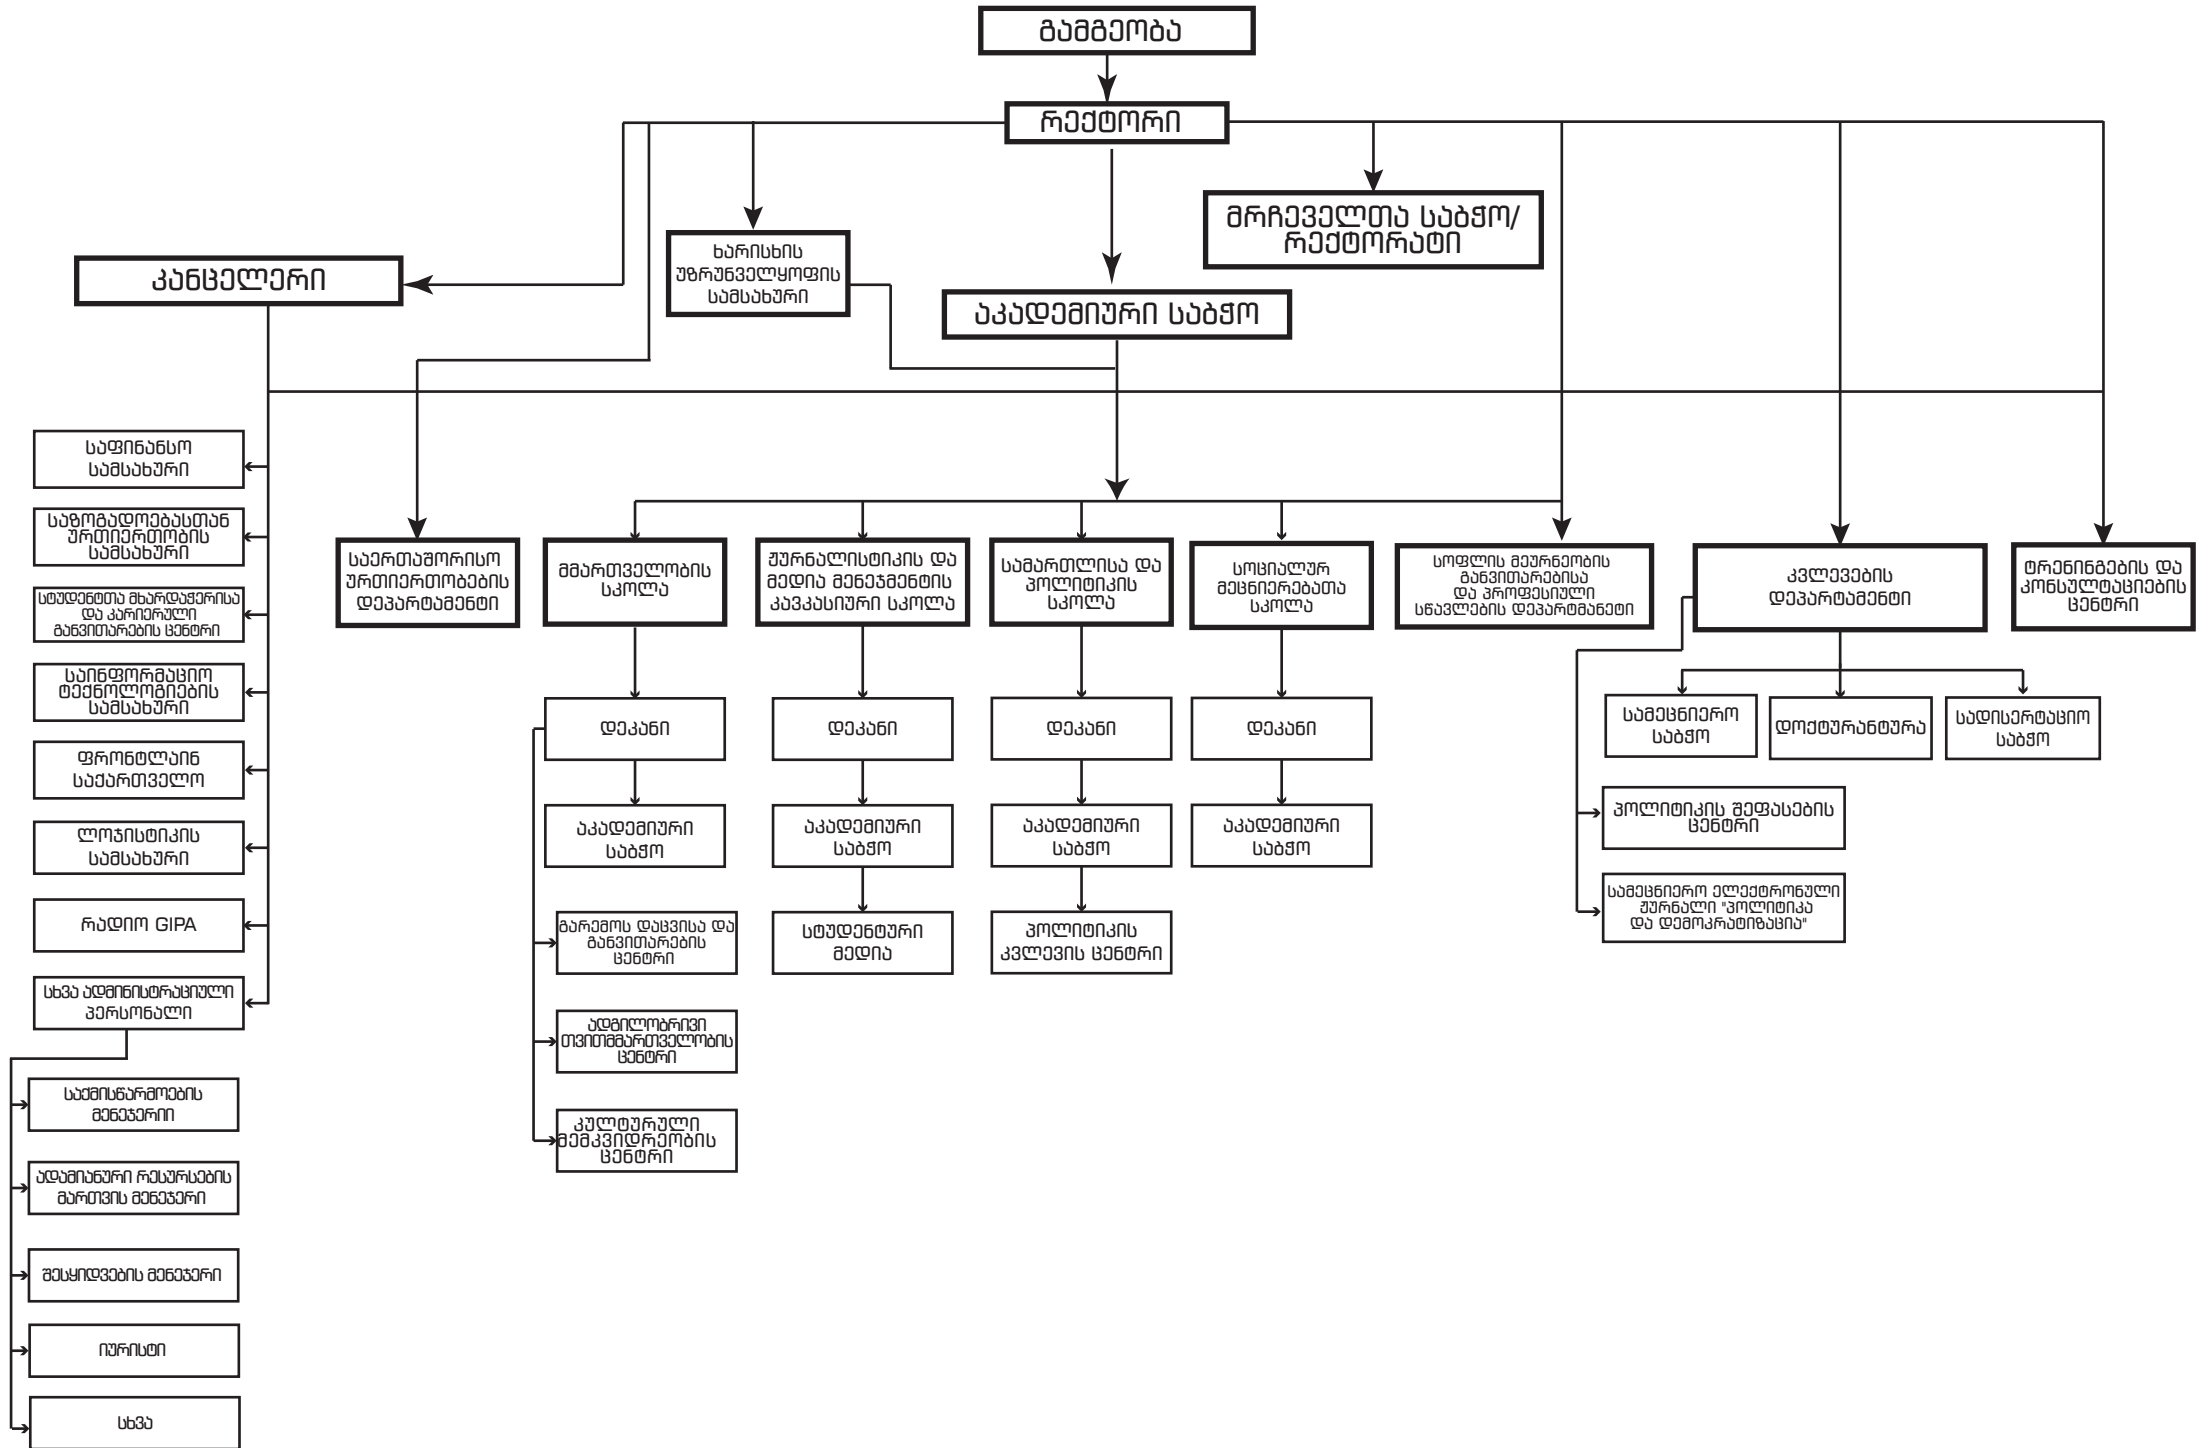 გამგეობა
რექტორი
მრჩეველთა საბჭო/
რექტორატი
ხარისხის
უზრუნველყოფის
სამსახური
კანცელერი
აკადემიური საბჭო
საფინანსო
სამსახური
საზოგადოებასთან
ურთიერთობის
სამსახური
სტუდენტთა მხარდაჭერისა
და კარიერული
განვითარების ცენტრი
საინფორმაციო
ტექნოლოგიების
სამსახური
ფრონტლაინ
საქართველო
ლოჯისტიკის
სამსახური
რადიო GIPA
სხვა ადმინისტრაციული
პერსონალი
საქმისწარმოების
მენეჯერიი
ადამიანური რესურსების
მართვის მენეჯერი
შესყიდვების მენეჯერი
იურისტი
სხვა
საერთაშორისო
ურთიერთობების
დეპარტამენტი
მმართველობის
სკოლა
დეკანი
აკადემიური
საბჭო
გარემოს დაცვისა და
განვითარების
ცენტრი
ადგილობრივი
თვითმმართველობის
ცენტრი
კულტურული
მემკვიდრეობის
ცენტრი
ჟურნალისტიკის და
მედია მენეჯმენტის
კავკასიური სკოლა
დეკანი
აკადემიური
საბჭო
სტუდენტური
მედია
სამართლისა და
პოლიტიკის
სკოლა
დეკანი
აკადემიური
საბჭო
პოლიტიკის
კვლევის ცენტრი
სოციალურ
მეცნიერებათა
სკოლა
დეკანი
აკადემიური
საბჭო
სოფლის მეურნეობის
განვითარებისა
და პროფესიული
სწავლების დეპარტმანეტი
კვლევების
დეპარტამენტი
სამეცნიერო
საბჭო
დოქტურანტურა
სადისერტაციო
საბჭო
პოლიტიკის შეფასების
ცენტრი
სამეცნიერო ელექტრონული
ჟურნალი "პოლიტიკა
და დემოკრატიზაცია"
ტრენინგების და
კონსულტაციების
ცენტრი